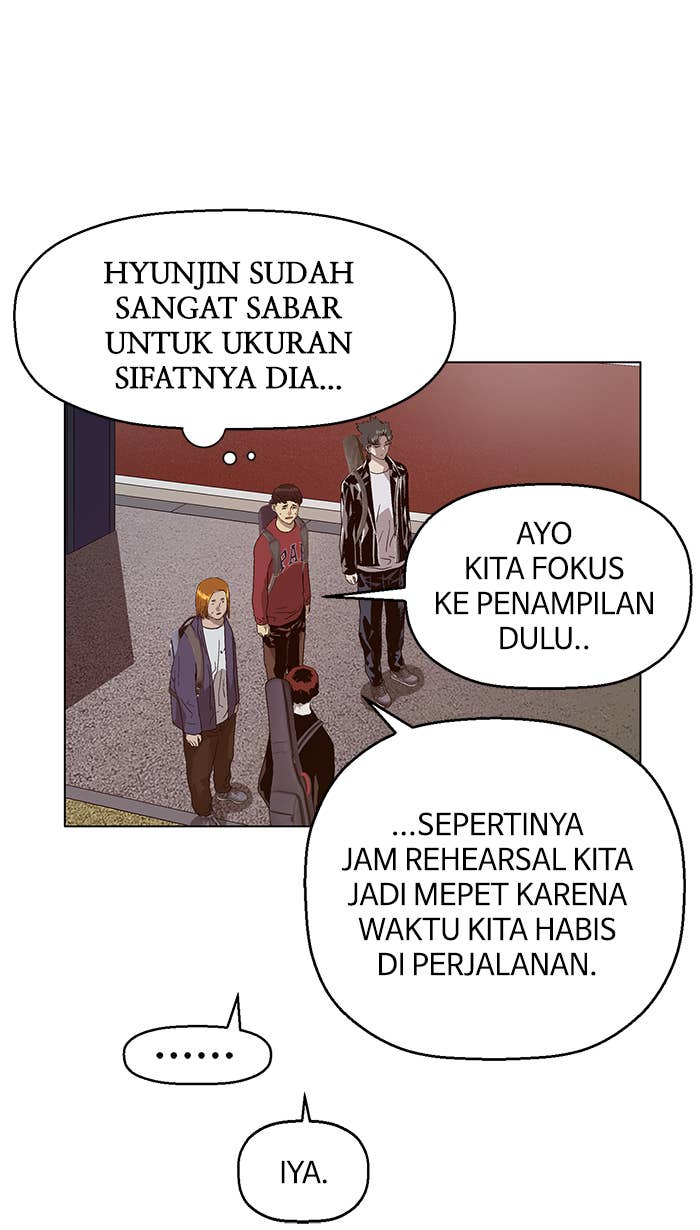 HYUNJIN SUDAH
SANGAT SABAR
UNTUK UKURAN
SIFATNYA DIA...
AYO
KITA FOKUS
KE PENAMPILAN
DULU..
PA
...SEPERTINYA
JAM REHEARSAL KITA
JADI MEPET KARENA
WAKTU KITA HABIS
DI PERJALANAN.
......
IYA.